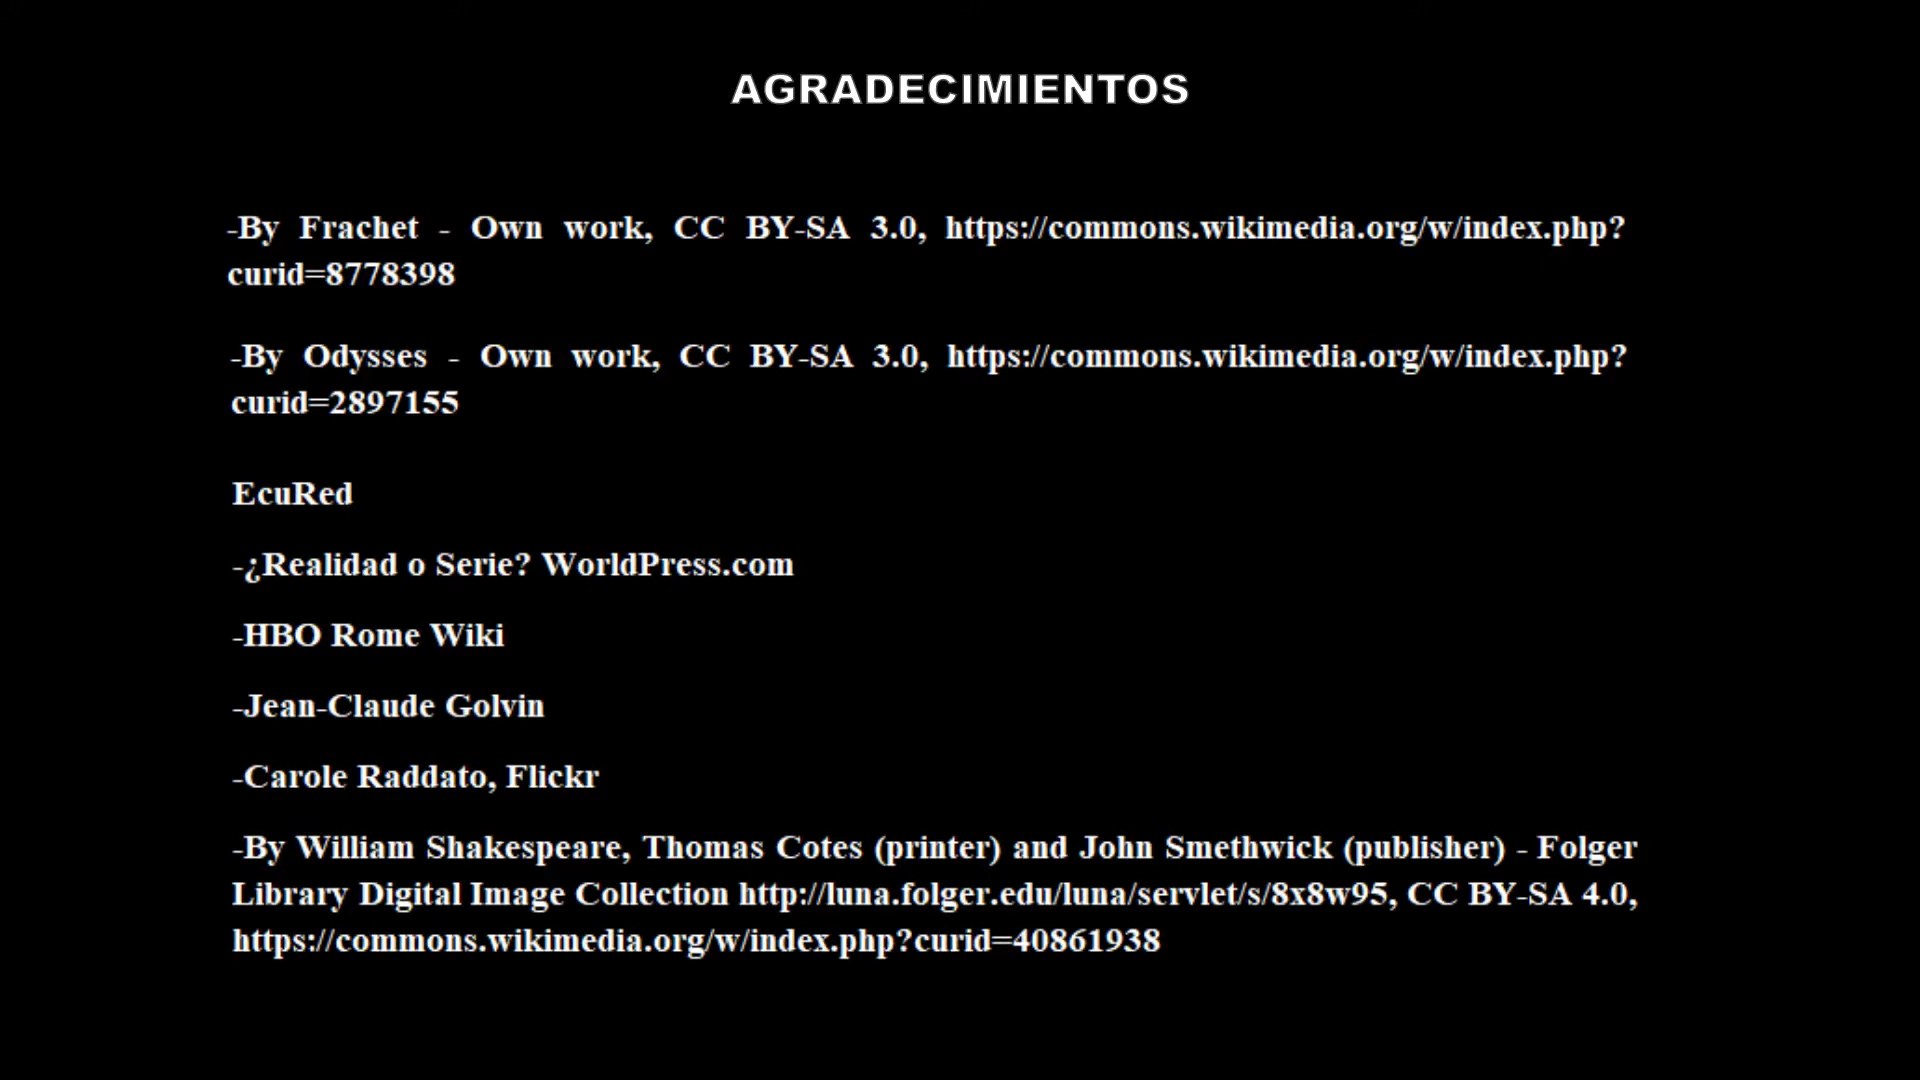 AGRADECIMIENTOS
-By Frachet - Own work, CC BY-SA 3.0, https://commons.wikimedia.org/w/index.php?
curid=8778398
-By Odysses - Own work, CC BY-SA 3.0, https://commons.wikimedia.org/w/index.php?
curid=2897155
EcuRed
-¿Realidad o Serie? WorldPress.com
-HBO Rome Wiki
-Jean-Claude Golvin
-Carole Raddato, Flickr
-By William Shakespeare, Thomas Cotes (printer) and John Smethwick (publisher) - Folger
Library Digital Image Collection http://luna.folger.edu/luna/servlet/s/8x8w95, CC BY-SA 4.0,
https://commons.wikimedia.org/w/index.php?curid=40861938